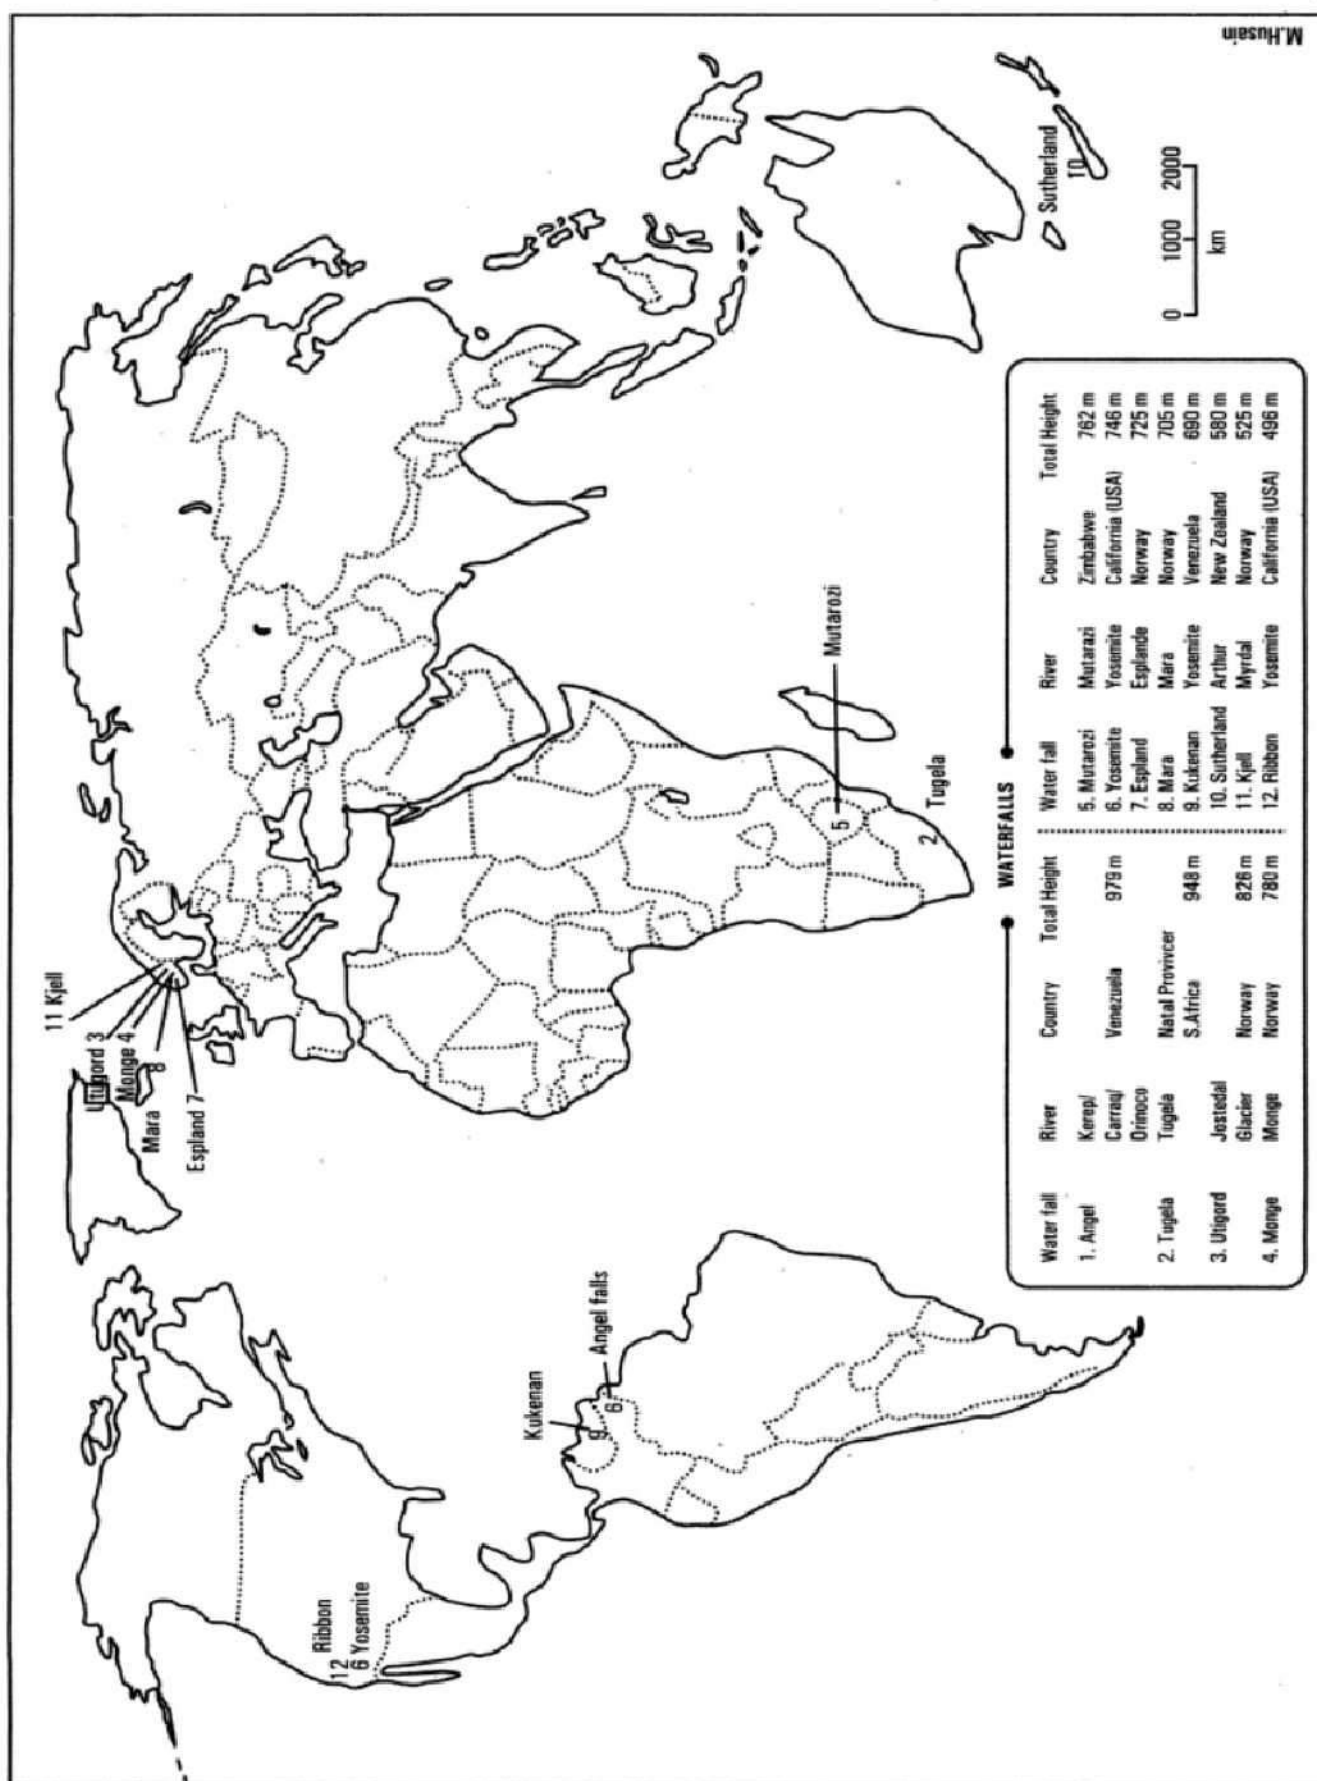 11 Kjell
Utugord 3
Monge 4
Mara 8
Espland 7
Ribbon
12
6 Yosemite
Kukenan
9
Angel falls
6
Mutarozi
5
Tugela
2
Sutherland
10
0 1000 2000
km
WATERFALLS
Water fall River Country Total Height Water fall River Country Total Height
1. Angel Kerep/ 5. Mutarozi Mutarazi Zimbabwe 762 m
Carraq/ Venezuela 979 m 6. Yosemite Yosemite California (USA) 746 m
Orinoco 7. Espland Esplande Norway 725 m
2. Tugela Tugela Natal Provivcer 8. Mara Mara Norway 705 m
S.Africa 948 m 9. Kukenan Yosemite Venezuela 690 m
3. Utigord Jostedal 10. Sutherland Arthur New Zealand 580 m
Glacier Norway 826 m 11. Kjell Myrdal Norway 525 m
4. Monge Monge Norway 780 m 12. Ribbon Yosemite California (USA) 496 m
M.Husain